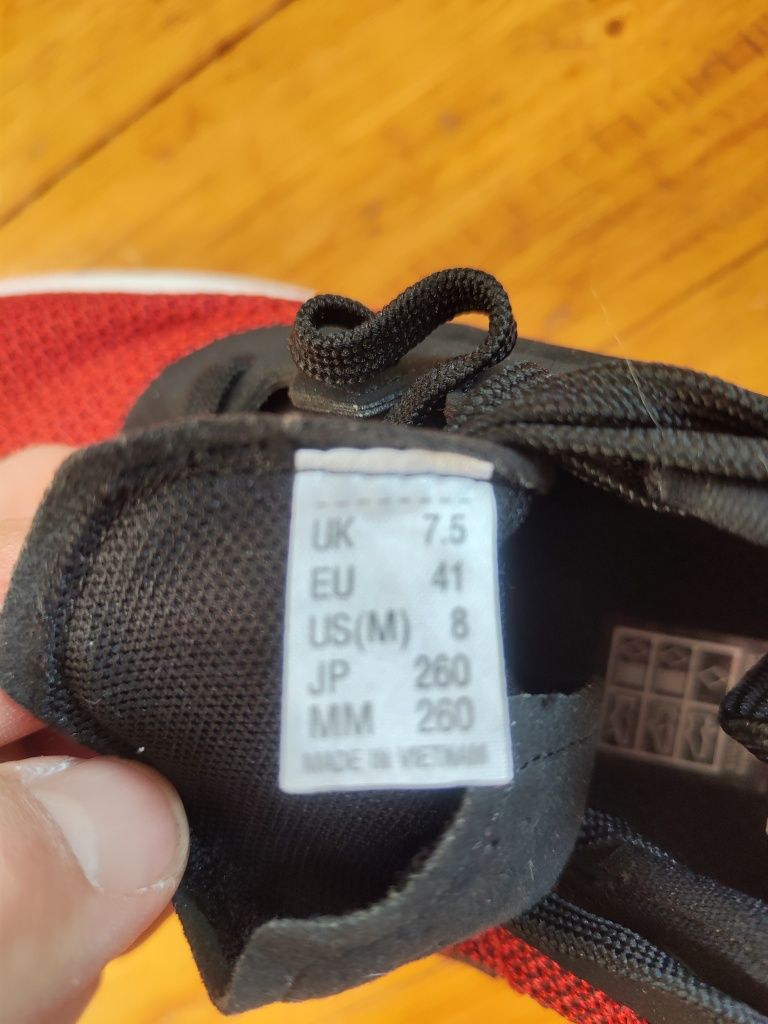 UK 7.5
EU 41
US(M) 8
JP 260
MM 260
MADE IN VIETNAM